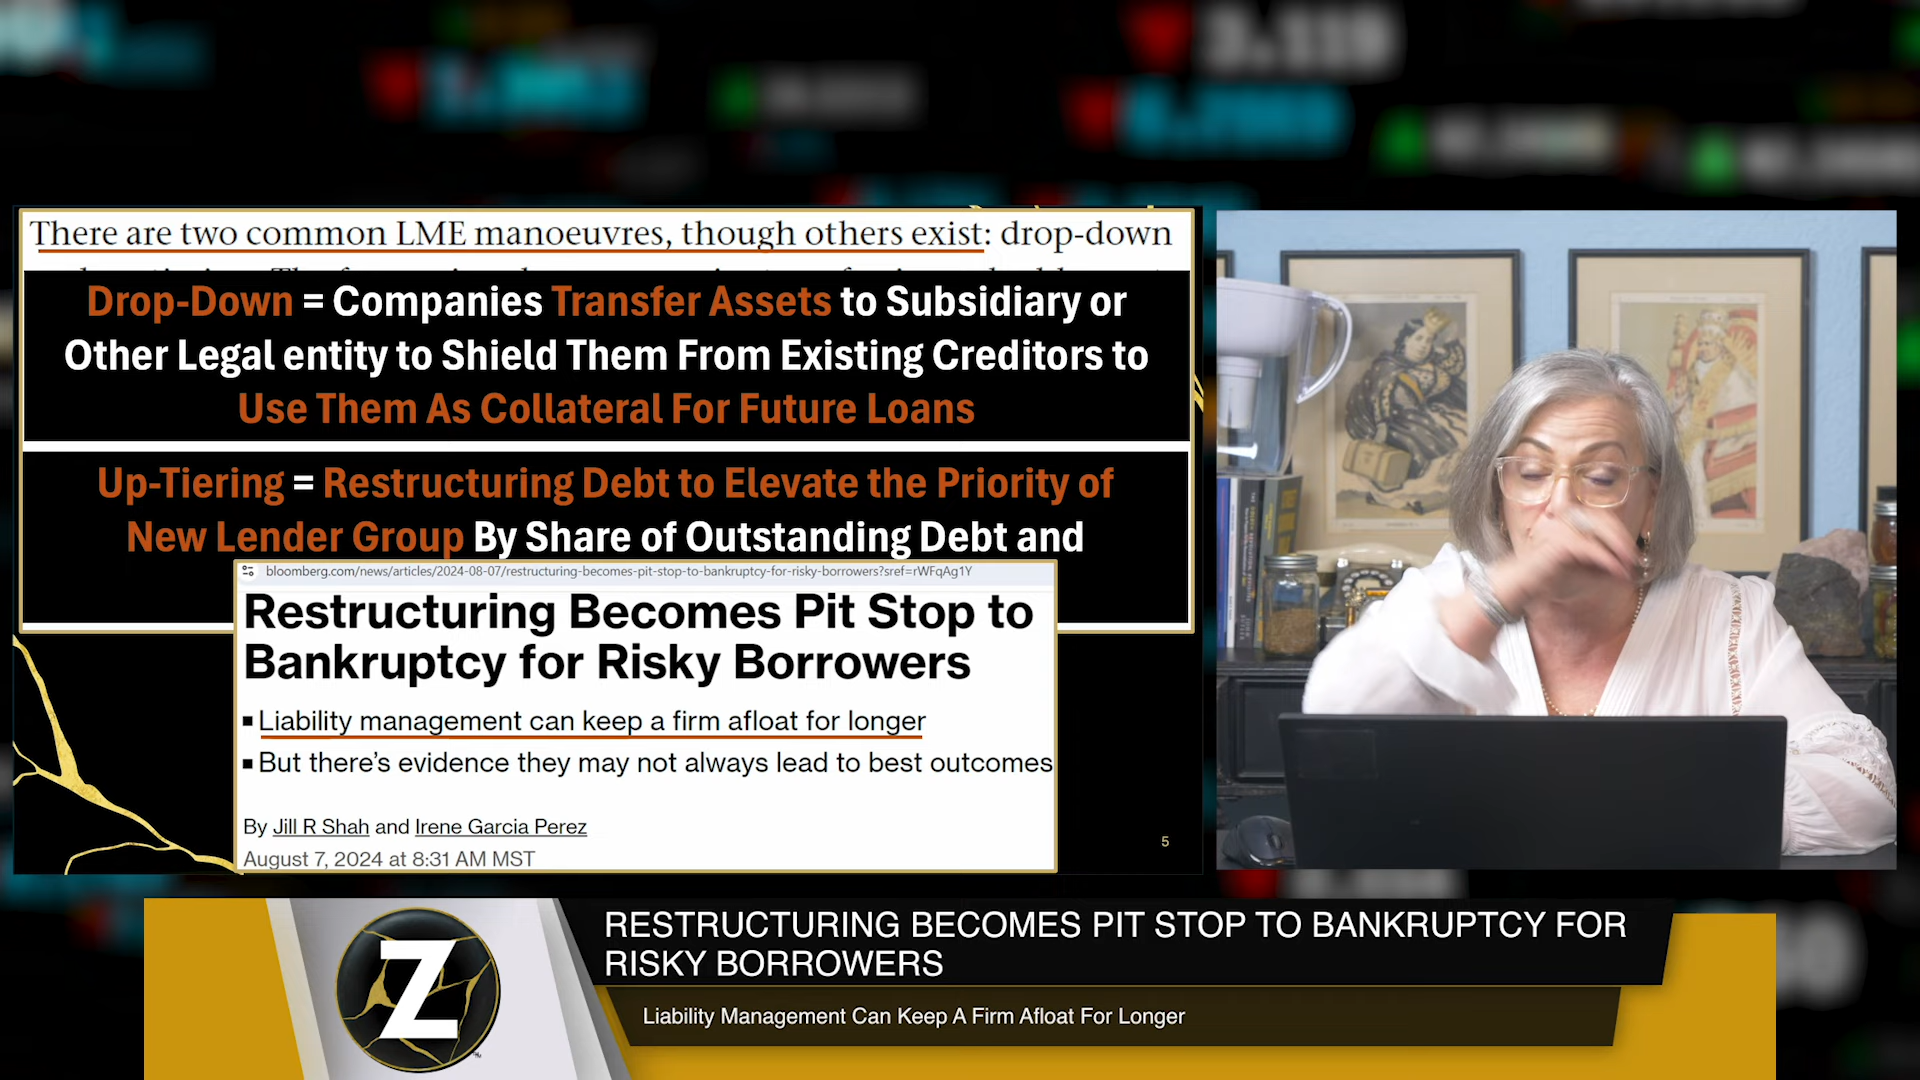 There are two common LME manoeuvres, though others exist: drop-down
Drop-Down = Companies Transfer Assets to Subsidiary or
Other Legal entity to Shield Them From Existing Creditors to
Use Them As Collateral For Future Loans
Up-Tiering = Restructuring Debt to Elevate the Priority of
New Lender Group By Share of Outstanding Debt and
bloomberg.com/news/articles/2024-08-07/restructuring-becomes-pit-stop-to-bankruptcy-for-risky-borrowers?sref=rWFqAg1Y
Restructuring Becomes Pit Stop to
Bankruptcy for Risky Borrowers
▪ Liability management can keep a firm afloat for longer
▪ But there’s evidence they may not always lead to best outcomes
By Jill R Shah and Irene Garcia Perez
August 7, 2024 at 8:31 AM MST
5
Z
RESTRUCTURING BECOMES PIT STOP TO BANKRUPTCY FOR
RISKY BORROWERS
Liability Management Can Keep A Firm Afloat For Longer